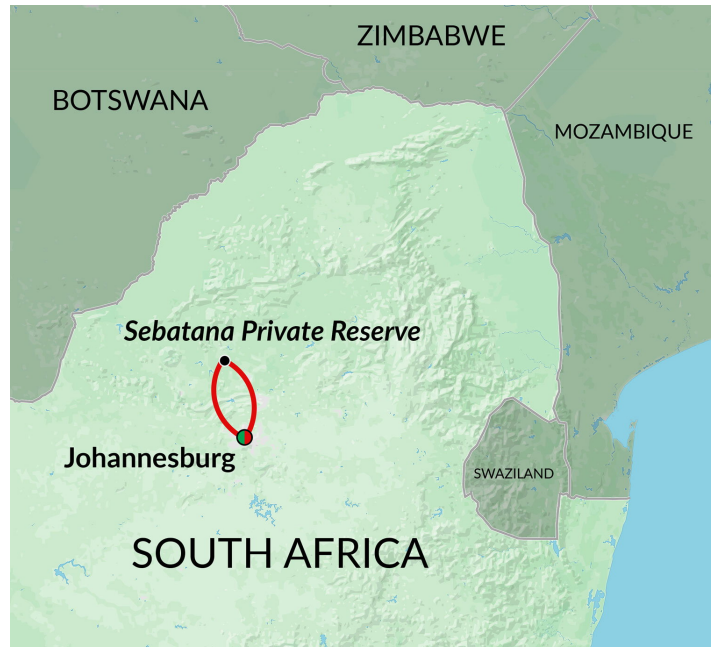 ZIMBABWE
BOTSWANA
MOZAMBIQUE
Sebatana Private Reserve
Johannesburg
SWAZILAND
SOUTH AFRICA